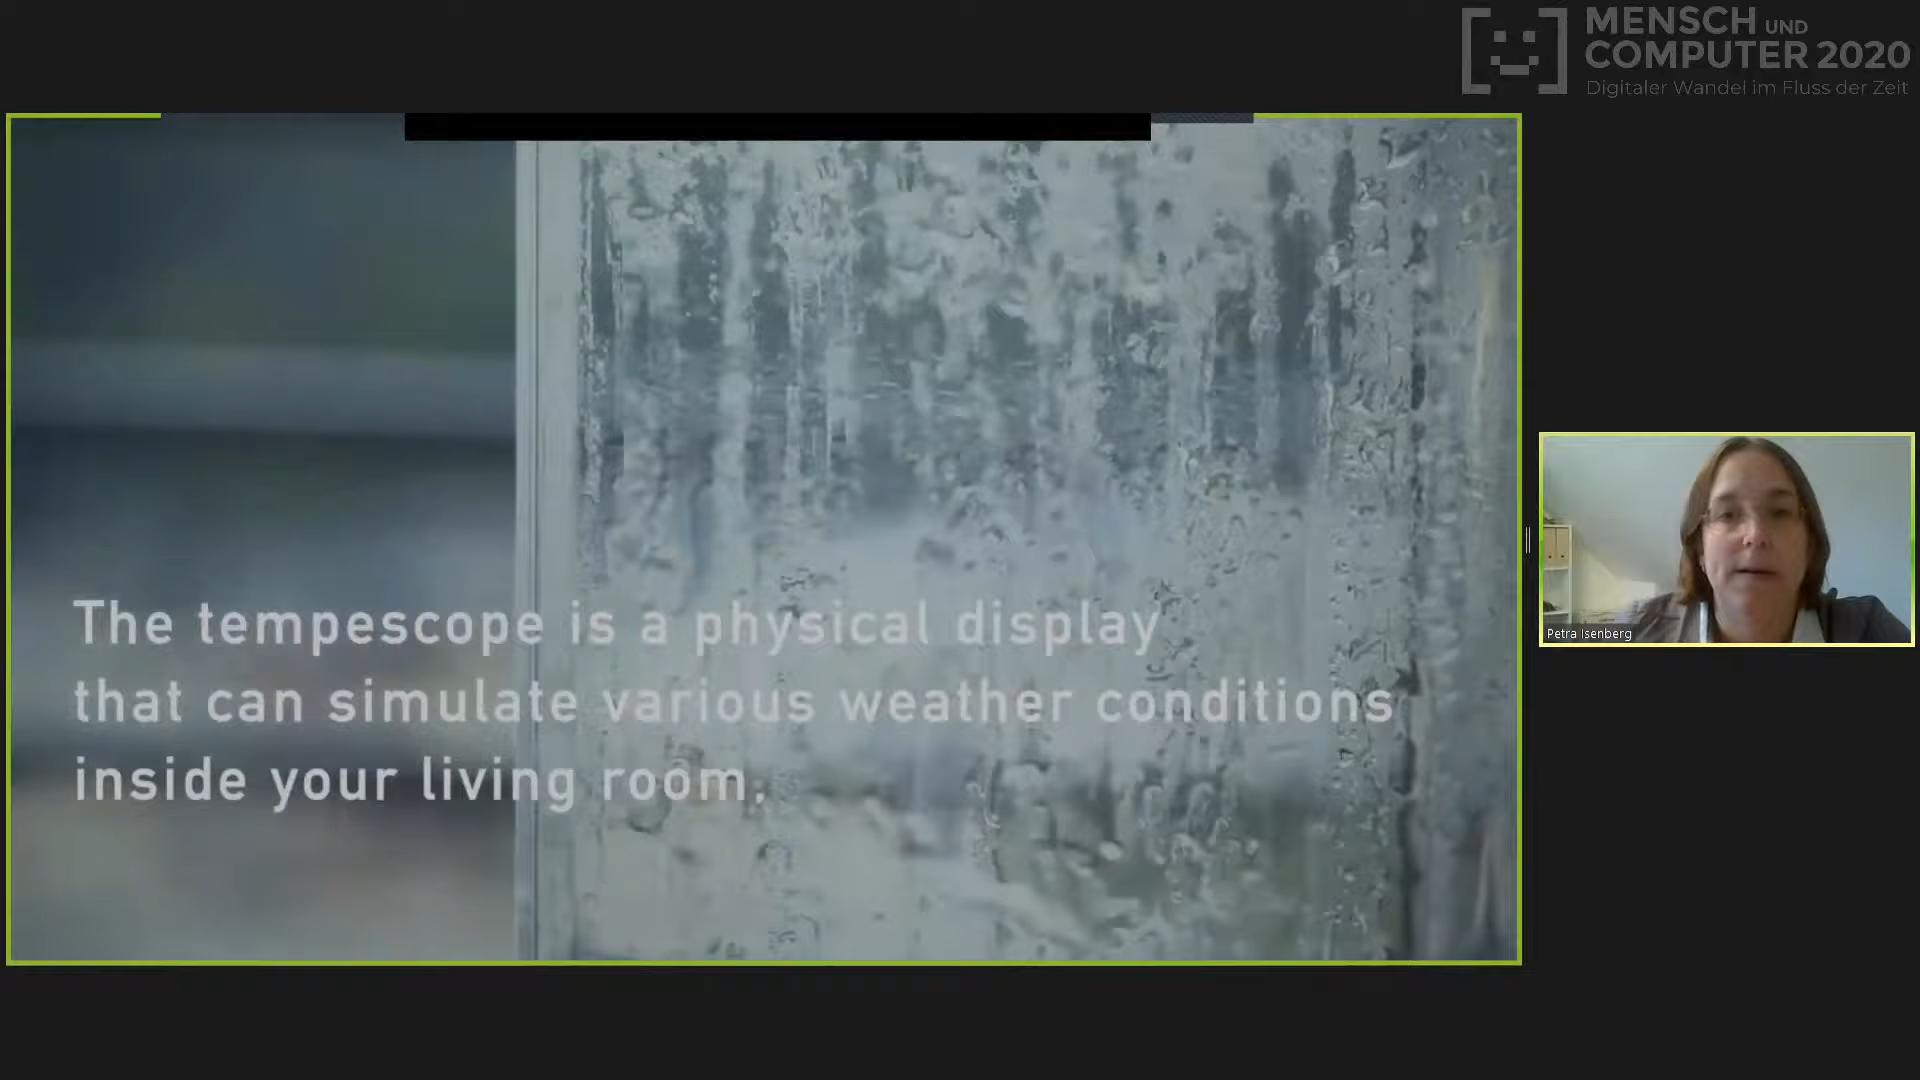 MENSCH UND
COMPUTER 2020
Digitaler Wandel im Fluss der Zeit
The tempescope is a physical display
that can simulate various weather conditions
inside your living room.
Petra Isenberg